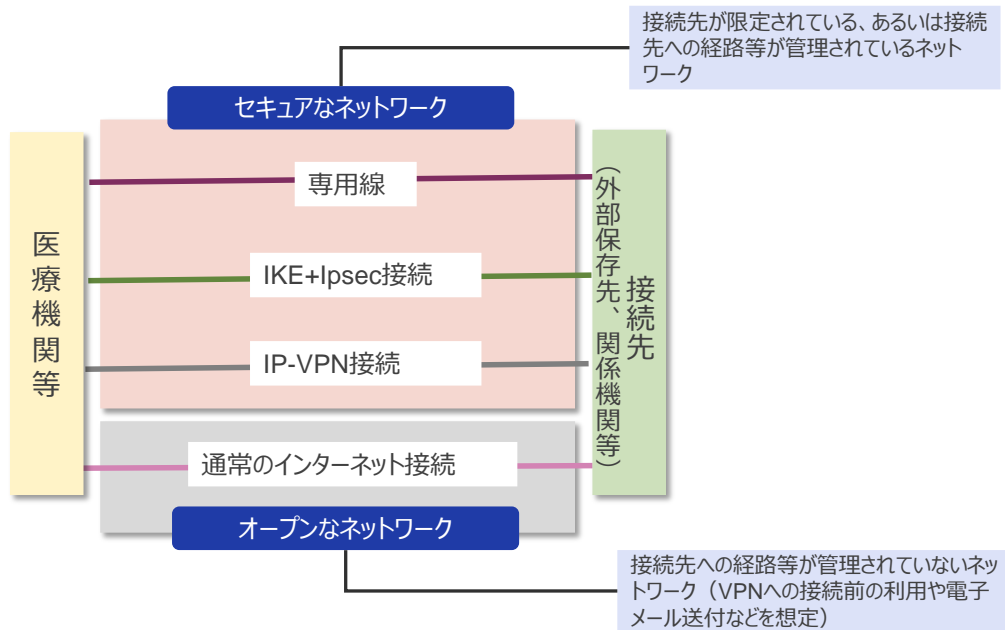 接続先が限定されている、あるいは接続
先への経路等が管理されているネット
ワーク
セキュアなネットワーク
医療機関等
専用線
IKE+Ipsec接続
IP-VPN接続
通常のインターネット接続
接続先
（外部保存先、関係機関等）
オープンなネットワーク
接続先への経路等が管理されていないネッ
トワーク（VPNへの接続前の利用や電子
メール送付などを想定）